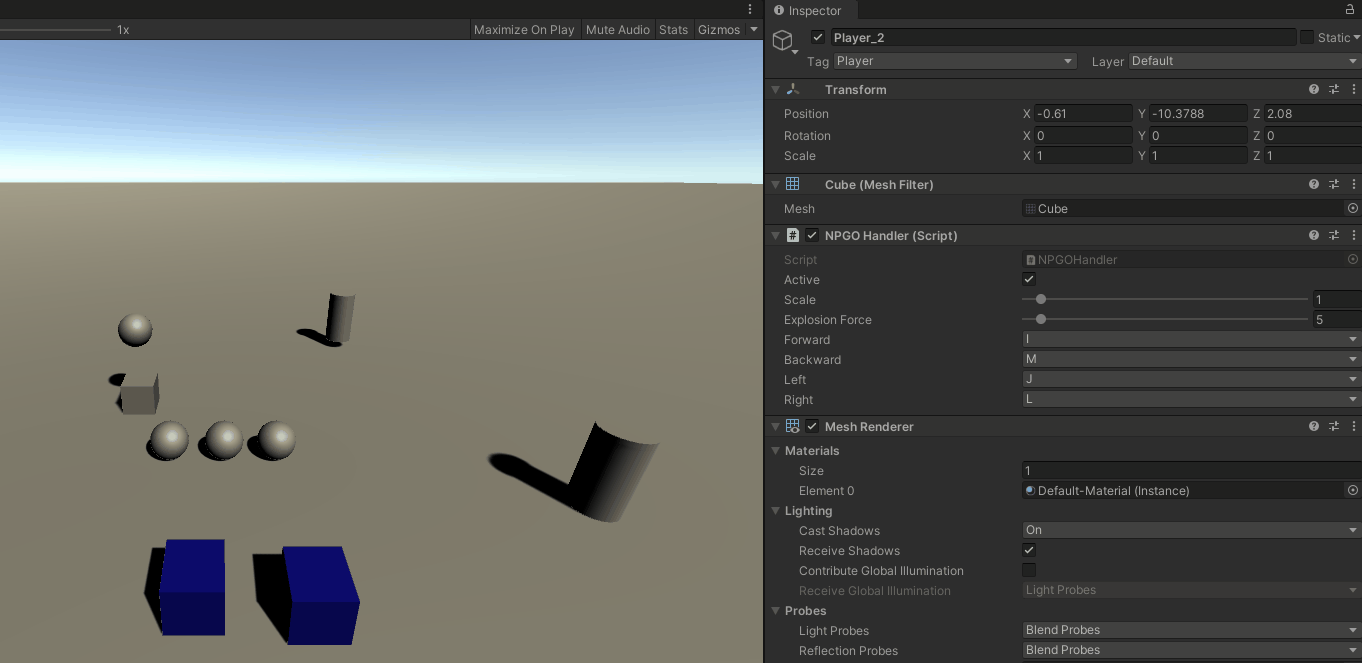 Inspector
1x Maximize On Play Mute Audio Stats Gizmos
Player_2 Static
Tag Player Layer Default
Transform
Position X -0.61 Y -10.3788 Z 2.08
Rotation X 0 Y 0 Z 0
Scale X 1 Y 1 Z 1
Cube (Mesh Filter)
Mesh Cube
# NPGO Handler (Script)
Script NPGOHandler
Active
Scale 1
Explosion Force 5
Forward I
Backward M
Left J
Right L
Mesh Renderer
Materials
Size 1
Element 0 Default-Material (Instance)
Lighting
Cast Shadows On
Receive Shadows
Contribute Global Illumination
Receive Global Illumination Light Probes
Probes
Light Probes Blend Probes
Reflection Probes Blend Probes